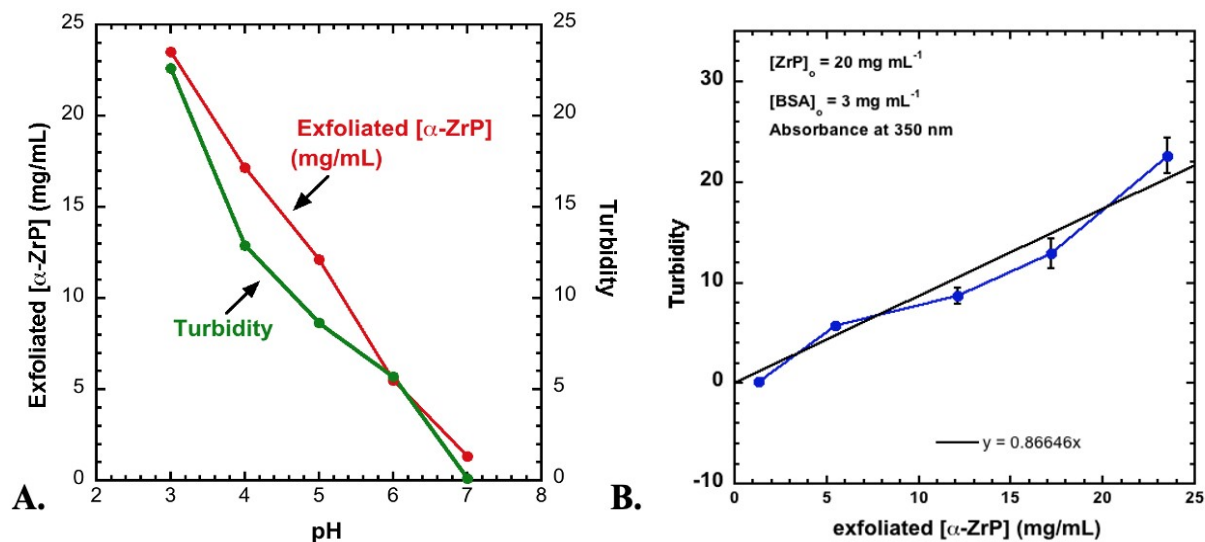 25
20
15
10
5
0
Exfoliated [α-ZrP] (mg/mL)
2 3 4 5 6 7 8
pH
25
20
15
10
5
0
Turbidity
Exfoliated [α-ZrP]
(mg/mL)
Turbidity
A.
30
20
10
0
-10
Turbidity
[ZrP]o = 20 mg mL-1
[BSA]o = 3 mg mL-1
Absorbance at 350 nm
y = 0.86646x
0 5 10 15 20 25
exfoliated [α-ZrP] (mg/mL)
B.